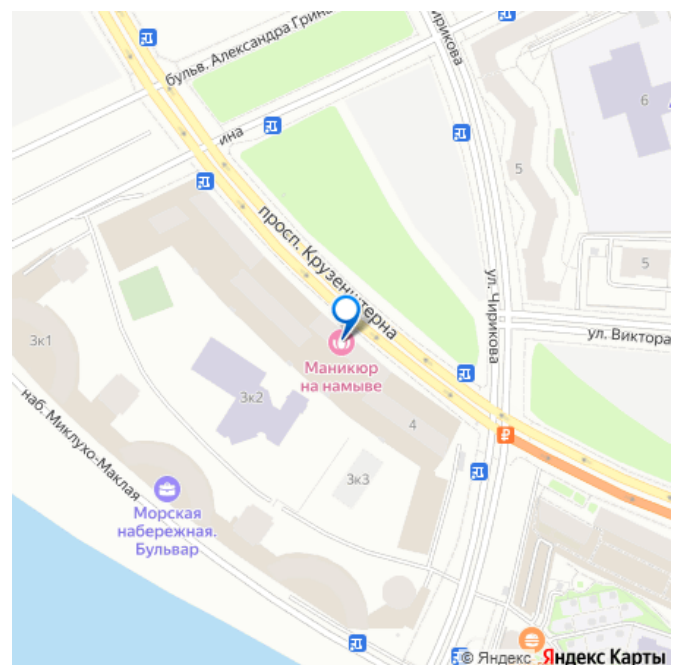 бульв. Александра Грина
Чирикова
6
ина
5
просп. Крузенштерна
ул. Чирикова
5
3к1
ул. Виктора
Маникюр
на намыве
3к2
4
наб. Миклухо-Маклая
3к3
Морская
набережная.
Бульвар
© Яндекс Яндекс Карты